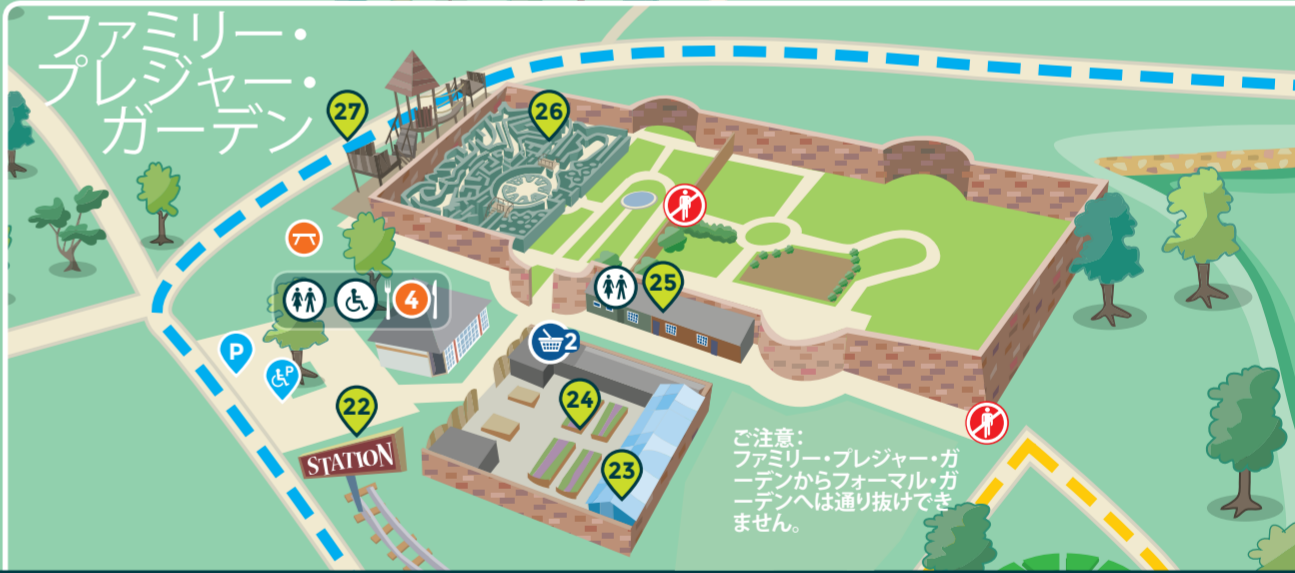 ファミリー・
プレジャー・
ガーデン
27
26
25
4
2
P
P
22
24
STATION
23
ご注意：
ファミリー・プレジャー・ガ
ーデンからフォーマル・ガ
ーデンへは通り抜けでき
ません。